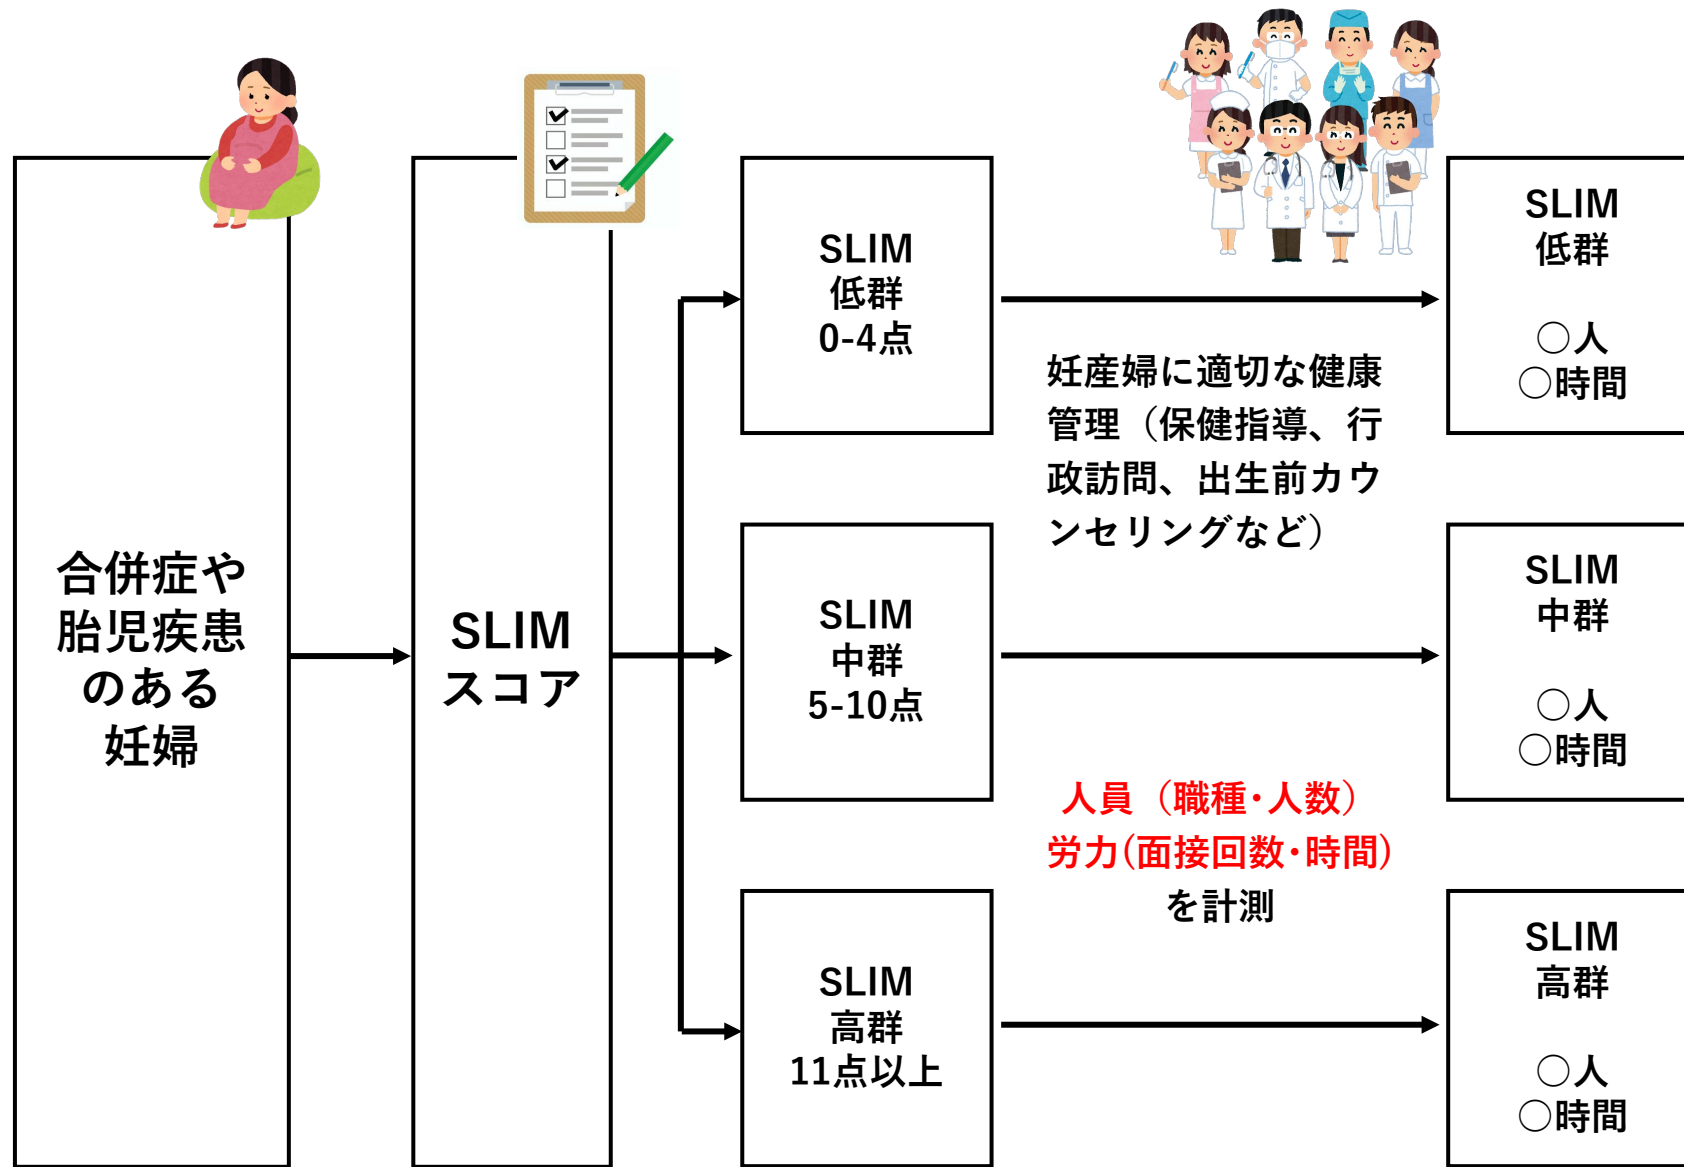 合併症や
胎児疾患
のある
妊婦
SLIM
スコア
SLIM
低群
0-4点
SLIM
中群
5-10点
SLIM
高群
11点以上
妊産婦に適切な健康
管理（保健指導、行
政訪問、出生前カウ
ンセリングなど）
人員（職種・人数）
労力(面接回数・時間)
を計測
SLIM
低群
○人
○時間
SLIM
中群
○人
○時間
SLIM
高群
○人
○時間